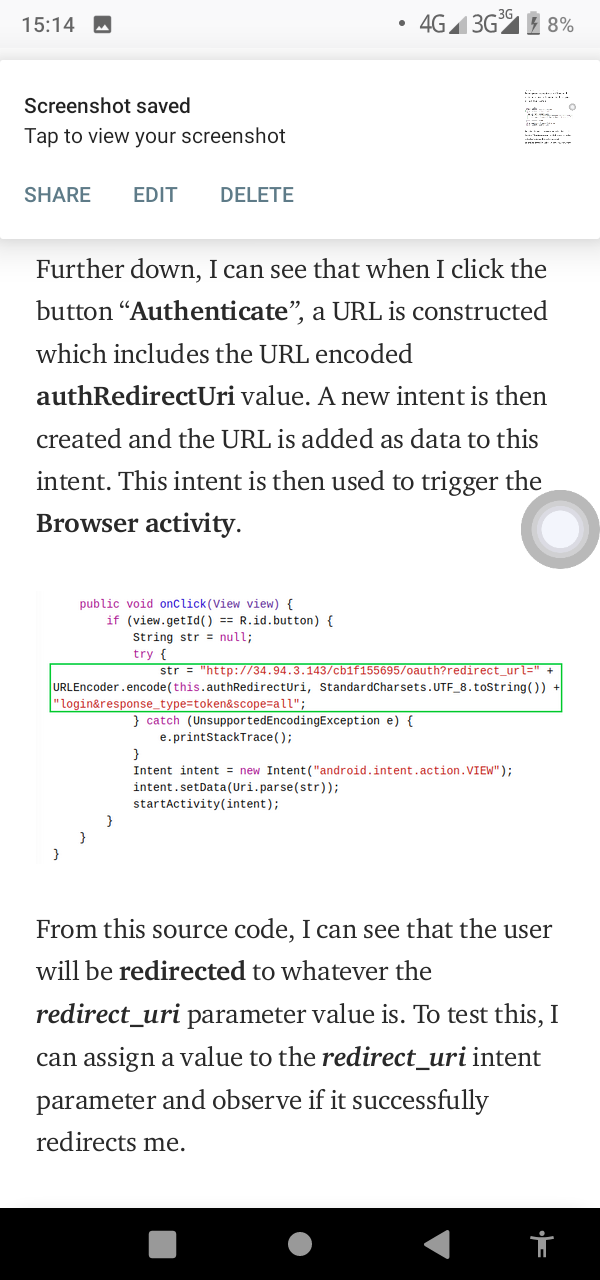 15:14
4G 3G 3G 8%
Screenshot saved
Tap to view your screenshot
SHARE EDIT DELETE
Further down, I can see that when I click the
button “Authenticate”, a URL is constructed
which includes the URL encoded
authRedirectUri value. A new intent is then
created and the URL is added as data to this
intent. This intent is then used to trigger the
Browser activity.
public void onClick(View view) {
if (view.getId() == R.id.button) {
String str = null;
try {
str = "http://34.94.3.143/cb1f155695/oauth?redirect_url=" +
URLEncoder.encode(this.authRedirectUri, StandardCharsets.UTF_8.toString()) +
"login&response_type=token&scope=all";
} catch (UnsupportedEncodingException e) {
e.printStackTrace();
}
Intent intent = new Intent("android.intent.action.VIEW");
intent.setData(Uri.parse(str));
startActivity(intent);
}
}
}
From this source code, I can see that the user
will be redirected to whatever the
redirect_uri parameter value is. To test this, I
can assign a value to the redirect_uri intent
parameter and observe if it successfully
redirects me.